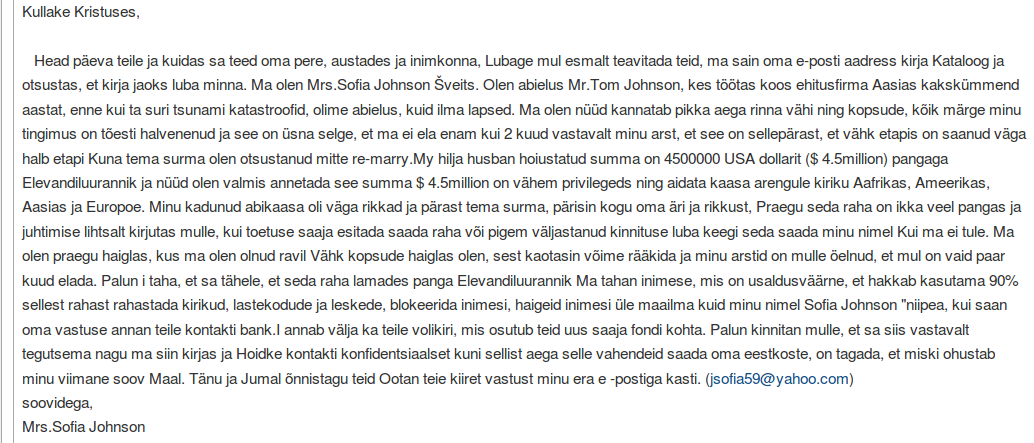 Kullake Kristuses,
Head päeva teile ja kuidas sa teed oma pere, austades ja inimkonna, Lubage mul esmalt teavitada teid, ma sain oma e-posti aadress kirja Kataloog ja
otsustas, et kirja jaoks luba minna. Ma olen Mrs.Sofia Johnson Šveits. Olen abielus Mr.Tom Johnson, kes töötas koos ehitusfirma Aasias kakskümmend
aastat, enne kui ta suri tsunami katastroofid, olime abielus, kuid ilma lapsed. Ma olen nüüd kannatab pikka aega rinna vähi ning kopsude, kõik märge minu
tingimus on tõesti halvenenud ja see on üsna selge, et ma ei ela enam kui 2 kuud vastavalt minu arst, et see on sellepärast, et vähk etapis on saanud väga
halb etapi Kuna tema surma olen otsustanud mitte re-marry.My hilja husban hoiustatud summa on 4500000 USA dollarit ($ 4.5million) pangaga
Elevandiluurannik ja nüüd olen valmis annetada see summa $ 4.5million on vähem privilegeds ning aidata kaasa arengule kiriku Aafrikas, Ameerikas,
Aasias ja Europoe. Minu kadunud abikaasa oli väga rikkad ja pärast tema surma, pärisin kogu oma äri ja rikkust, Praegu seda raha on ikka veel pangas ja
juhtimise lihtsalt kirjutas mulle, kui toetuse saaja esitada saada raha või pigem väljastanud kinnituse luba keegi seda saada minu nimel Kui ma ei tule. Ma
olen praegu haiglas, kus ma olen olnud ravil Vähk kopsude haiglas olen, sest kaotasin võime rääkida ja minu arstid on mulle öelnud, et mul on vaid paar
kuud elada. Palun i taha, et sa tähele, et seda raha lamades panga Elevandiluurannik Ma tahan inimese, mis on usaldusväärne, et hakkab kasutama 90%
sellest rahast rahastada kirikud, lastekodude ja leskede, blokeerida inimesi, haigeid inimesi üle maailma kuid minu nimel Sofia Johnson "niipea, kui saan
oma vastuse annan teile kontakti bank.I annab välja ka teile volikiri, mis osutub teid uus saaja fondi kohta. Palun kinnitan mulle, et sa siis vastavalt
tegutsema nagu ma siin kirjas ja Hoidke kontakti konfidentsiaalset kuni sellist aega selle vahendeid saada oma eestkoste, on tagada, et miski ohustab
minu viimane soov Maal. Tänu ja Jumal õnnistagu teid Ootan teie kiiret vastust minu era e -postiga kasti. (jsofia59@yahoo.com)
soovidega,
Mrs.Sofia Johnson